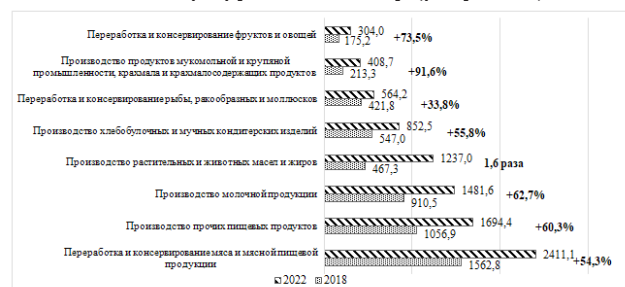 Переработка и консервирование фруктов и овощей
304,0
175,2
+73,5%
Производство продуктов мукомольной и крупяной
промышленности, крахмала и крахмалосодержащих продуктов
408,7
213,3
+91,6%
Переработка и консервирование рыбы, ракообразных и моллюсков
564,2
421,8
+33,8%
Производство хлебобулочных и мучных кондитерских изделий
852,5
547,0
+55,8%
Производство растительных и животных масел и жиров
1237,0
467,3
1,6 раза
Производство молочной продукции
1481,6
910,5
+62,7%
Производство прочих пищевых продуктов
1694,4
1056,9
+60,3%
Переработка и консервирование мяса и мясной пищевой
продукции
2411,1
1562,8
+54,3%
2022 2018